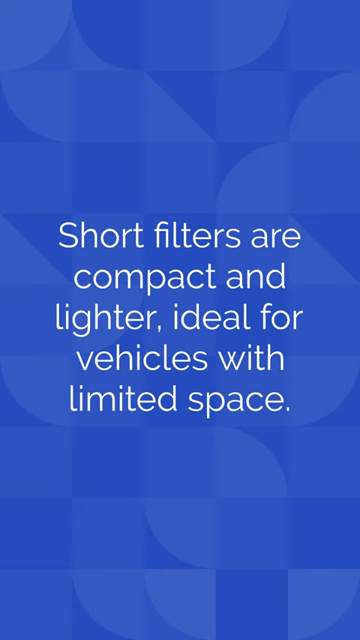 Short filters are
compact and
lighter, ideal for
vehicles with
limited space.